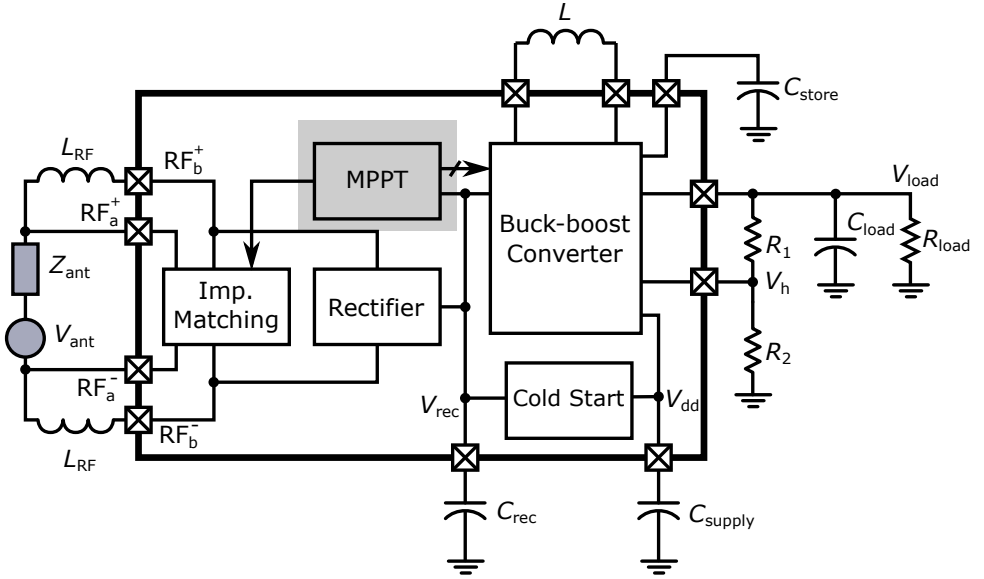 L
C_store
L_RF
RF_b^+
MPPT
V_load
RF_a^+
Buck-boost
Converter
R_1
C_load
R_load
Z_ant
Imp.
Matching
Rectifier
V_h
V_ant
R_2
RF_a^-
V_rec
Cold Start
V_dd
RF_b^-
L_RF
C_rec
C_supply